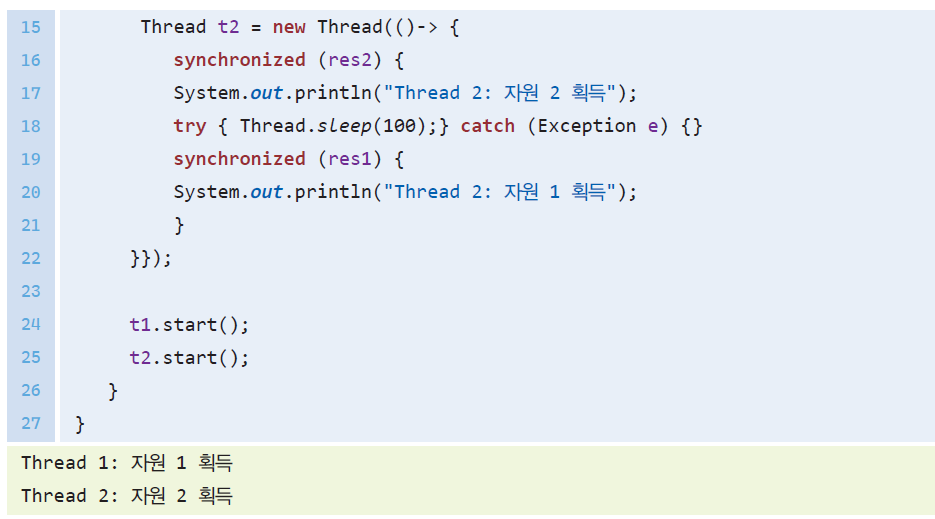 15 Thread t2 = new Thread(()-> {
16 synchronized (res2) {
17 System.out.println("Thread 2: 자원 2 획득");
18 try { Thread.sleep(100);} catch (Exception e) {}
19 synchronized (res1) {
20 System.out.println("Thread 2: 자원 1 획득");
21 }
22 }});
23
24 t1.start();
25 t2.start();
26 }
27 }
Thread 1: 자원 1 획득
Thread 2: 자원 2 획득